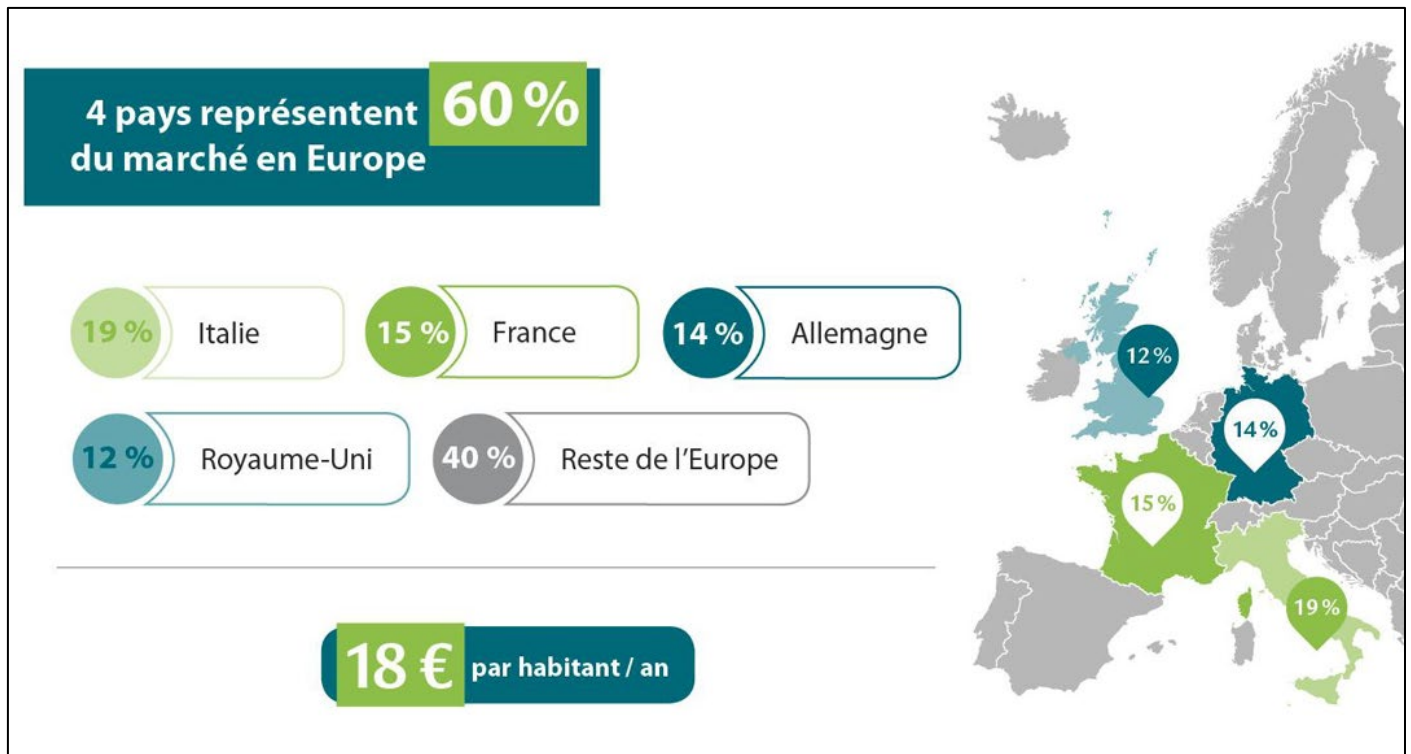 4 pays représentent 60 %
du marché en Europe
19 % Italie
15 % France
14 % Allemagne
12 % Royaume-Uni
40 % Reste de l'Europe
18 € par habitant / an
12 %
14 %
15 %
19 %